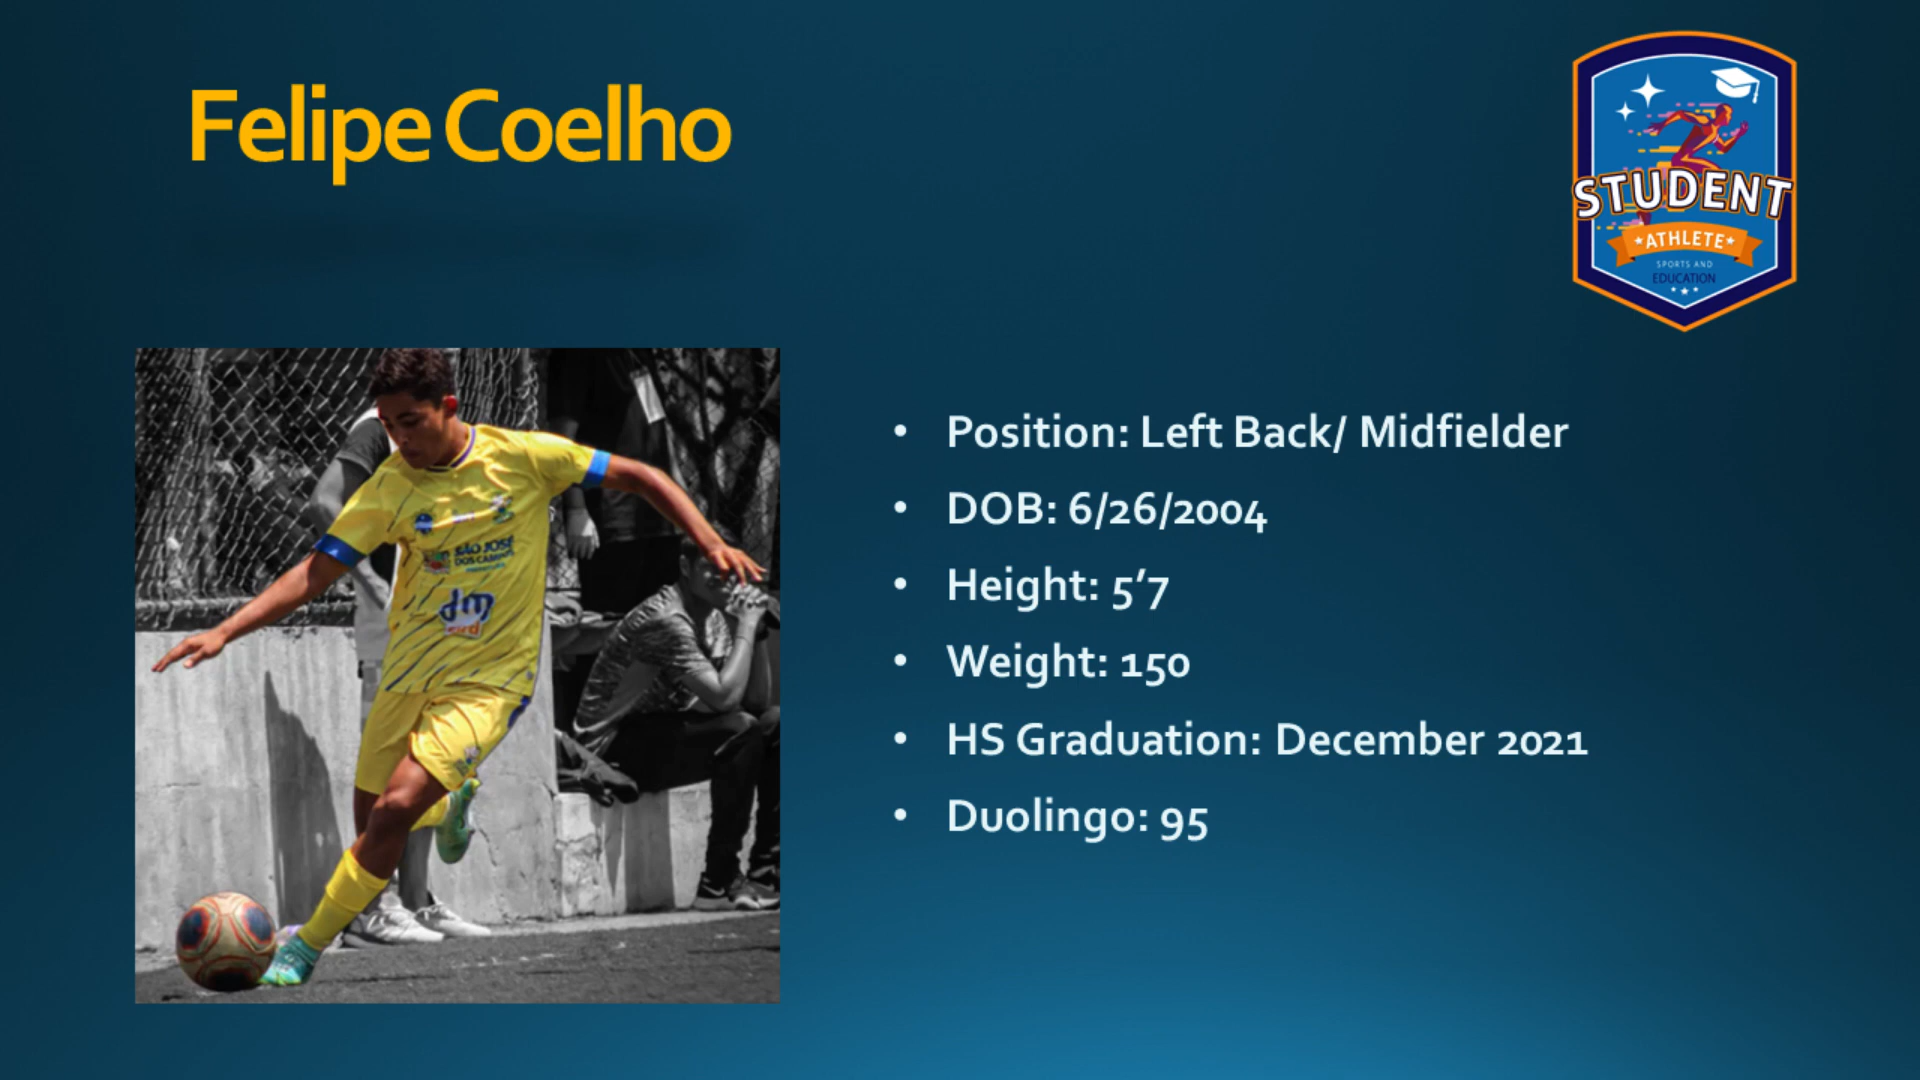 Felipe Coelho
STUDENT
ATHLETE
SPORTS AND
EDUCATION
SÃO JOSÉ
DOS CAMPOS
dm
card
• Position: Left Back/ Midfielder
• DOB: 6/26/2004
• Height: 5'7
• Weight: 150
• HS Graduation: December 2021
• Duolingo: 95